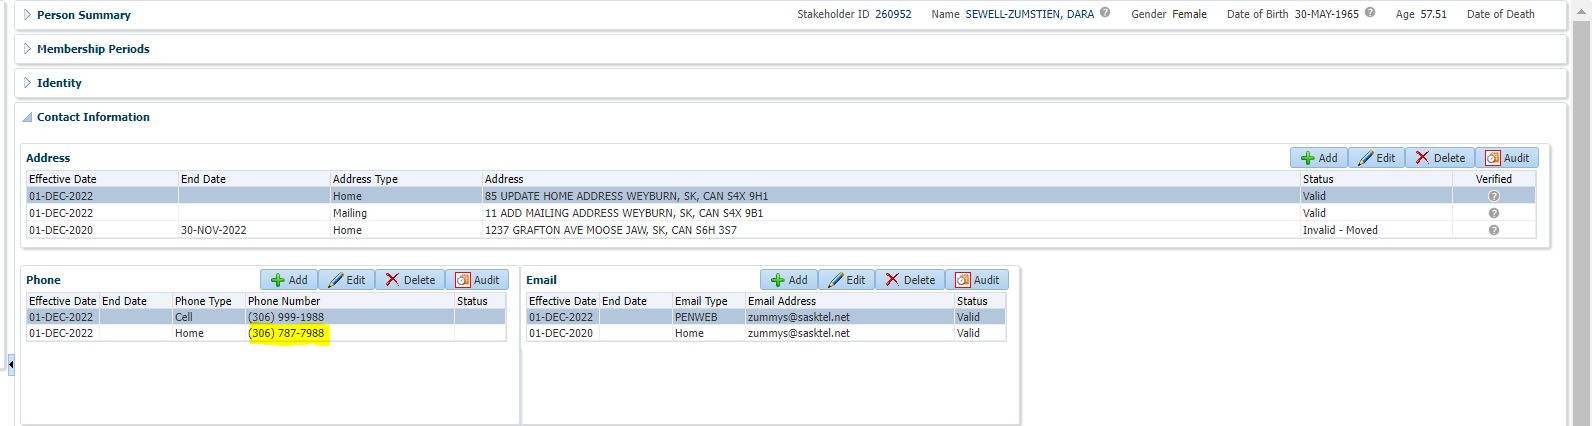 Person Summary Stakeholder ID 260952 Name SEWELL-ZUMSTIEN, DARA Gender Female Date of Birth 30-MAY-1965 Age 57.51 Date of Death
Membership Periods
Identity
Contact Information
Address Add Edit Delete Audit
Effective Date End Date Address Type Address Status Verified
01-DEC-2022 Home 85 UPDATE HOME ADDRESS WEYBURN, SK, CAN S4X 9H1 Valid
01-DEC-2022 Mailing 11 ADD MAILING ADDRESS WEYBURN, SK, CAN S4X 9B1 Valid
01-DEC-2020 30-NOV-2022 Home 1237 GRAFTON AVE MOOSE JAW, SK, CAN S6H 3S7 Invalid - Moved
Phone Add Edit Delete Audit
Effective Date End Date Phone Type Phone Number Status
01-DEC-2022 Cell (306) 999-1988
01-DEC-2022 Home (306) 787-7988
Email Add Edit Delete Audit
Effective Date End Date Email Type Email Address Status
01-DEC-2022 PENWEB zummys@sasktel.net Valid
01-DEC-2020 Home zummys@sasktel.net Valid